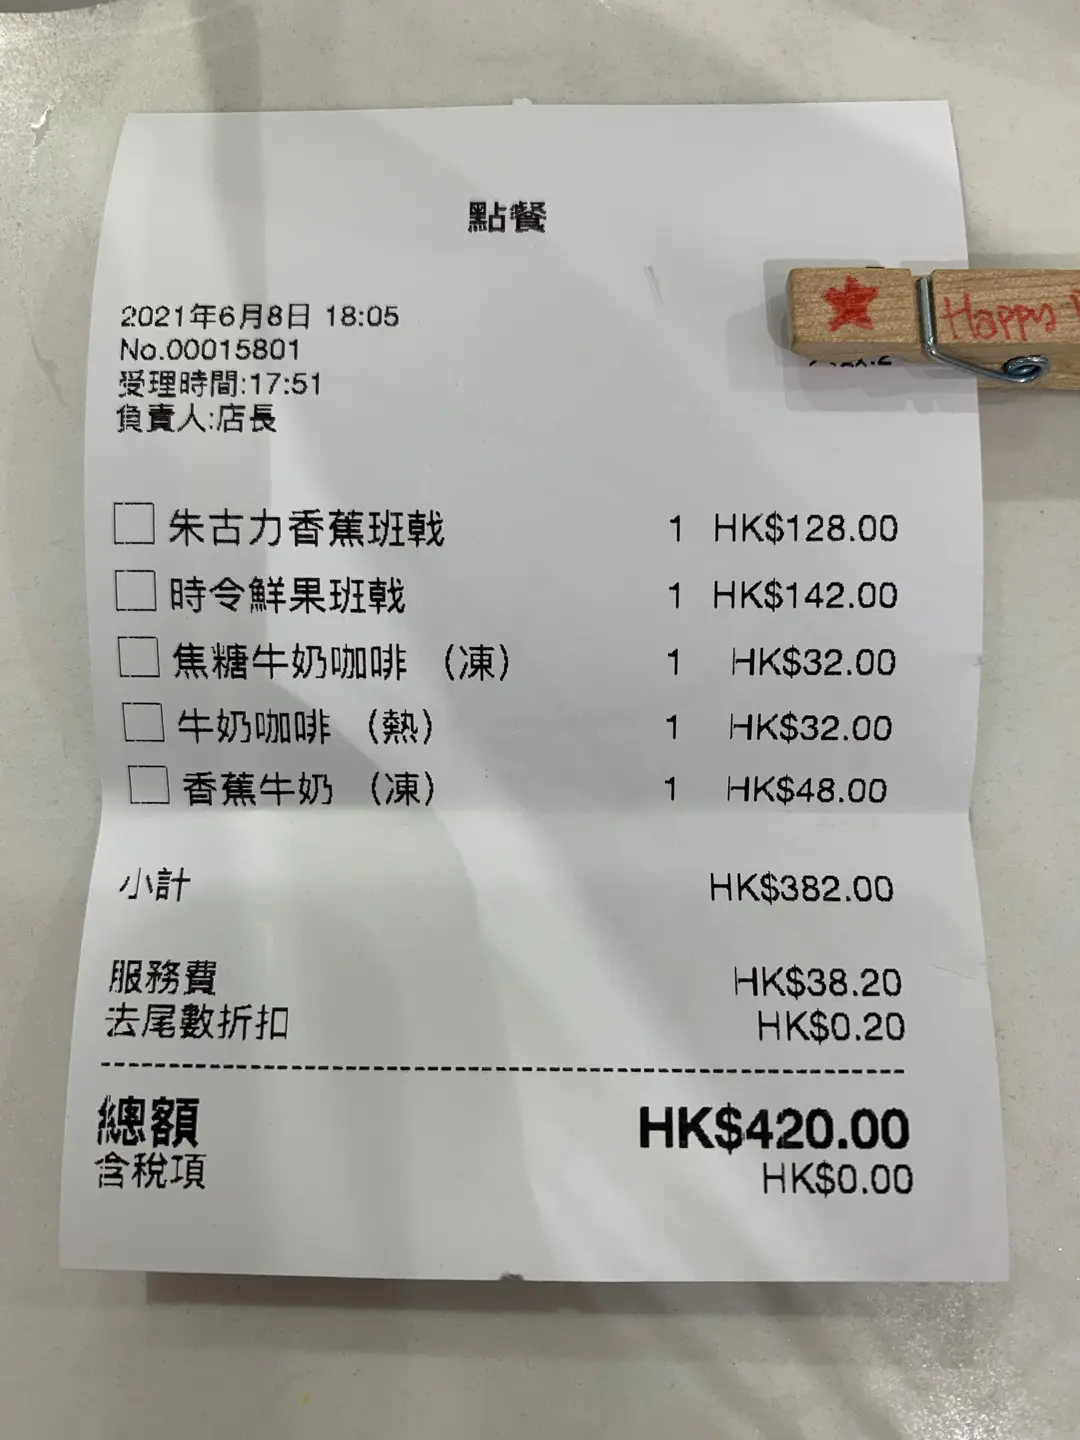 點餐
2021年6月8日 18:05
No.00015801
受理時間:17:51
負責人:店長
Happy
朱古力香蕉班戟 1 HK$128.00
時令鮮果班戟 1 HK$142.00
焦糖牛奶咖啡 （凍） 1 HK$32.00
牛奶咖啡 （熱） 1 HK$32.00
香蕉牛奶 （凍） 1 HK$48.00
小計 HK$382.00
服務費 HK$38.20
去尾數折扣 HK$0.20
總額 HK$420.00
含稅項 HK$0.00